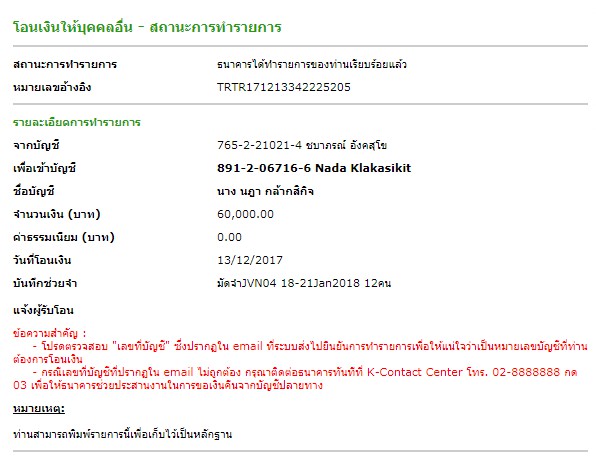 โอนเงินให้บุคคลอื่น - สถานะการทำรายการ
สถานะการทำรายการ ธนาคารได้ทำรายการของท่านเรียบร้อยแล้ว
หมายเลขอ้างอิง TRTR171213342225205
รายละเอียดการทำรายการ
จากบัญชี 765-2-21021-4 ชบาภรณ์ อังคสุโข
เพื่อเข้าบัญชี 891-2-06716-6 Nada Klakasikit
ชื่อบัญชี นาง นฎา กล้ากสิกิจ
จำนวนเงิน (บาท) 60,000.00
ค่าธรรมเนียม (บาท) 0.00
วันที่โอนเงิน 13/12/2017
บันทึกช่วยจำ มัดจำJVN04 18-21Jan2018 12คน
แจ้งผู้รับโอน
ข้อความสำคัญ :
- โปรดตรวจสอบ "เลขที่บัญชี" ซึ่งปรากฏใน email ที่ระบบส่งไปยืนยันการทำรายการเพื่อให้แน่ใจว่าเป็นหมายเลขบัญชีที่ท่าน
ต้องการโอนเงิน
- กรณีเลขที่บัญชีที่ปรากฏใน email ไม่ถูกต้อง กรุณาติดต่อธนาคารทันทีที่ K-Contact Center โทร. 02-8888888 กด
03 เพื่อให้ธนาคารช่วยประสานงานในการขอเงินคืนจากบัญชีปลายทาง
หมายเหตุ:
ท่านสามารถพิมพ์รายการนี้เพื่อเก็บไว้เป็นหลักฐาน